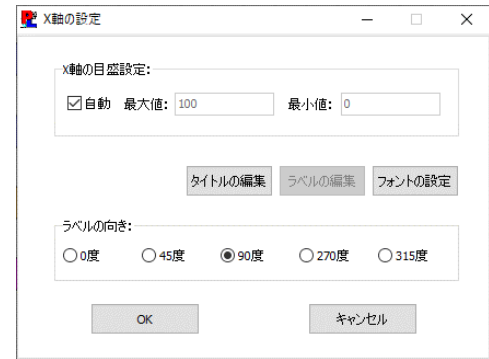 X軸の設定
X軸の目盛設定:
自動 最大値: 100 最小値: 0
タイトルの編集 ラベルの編集 フォントの設定
ラベルの向き:
0度 45度 90度 270度 315度
OK キャンセル